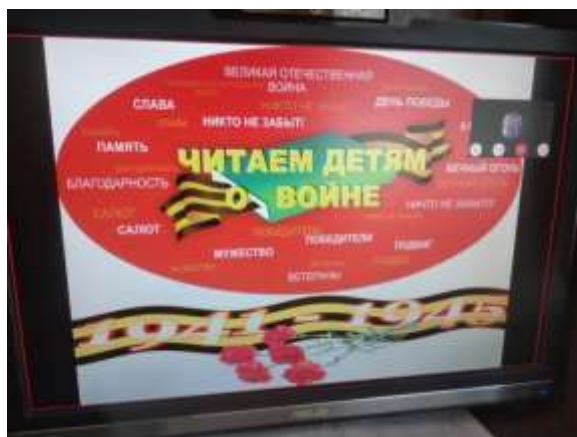 ВЕЛИКАЯ ОТЕЧЕСТВЕННАЯ
ВОЙНА
СЛАВА
ДЕНЬ ПОБЕДЫ
НИКТО НЕ ЗАБЫТ!
ПАМЯТЬ
ЧИТАЕМ ДЕТЯМ
О ВОЙНЕ
ВЕЧНЫЙ ОГОНЬ
БЛАГОДАРНОСТЬ
НИЧТО НЕ ЗАБЫТО!
САЛЮТ
ПОБЕДИТЕЛИ
ПОДВИГ
МУЖЕСТВО
ВЕТЕРАНЫ
1941 - 1945